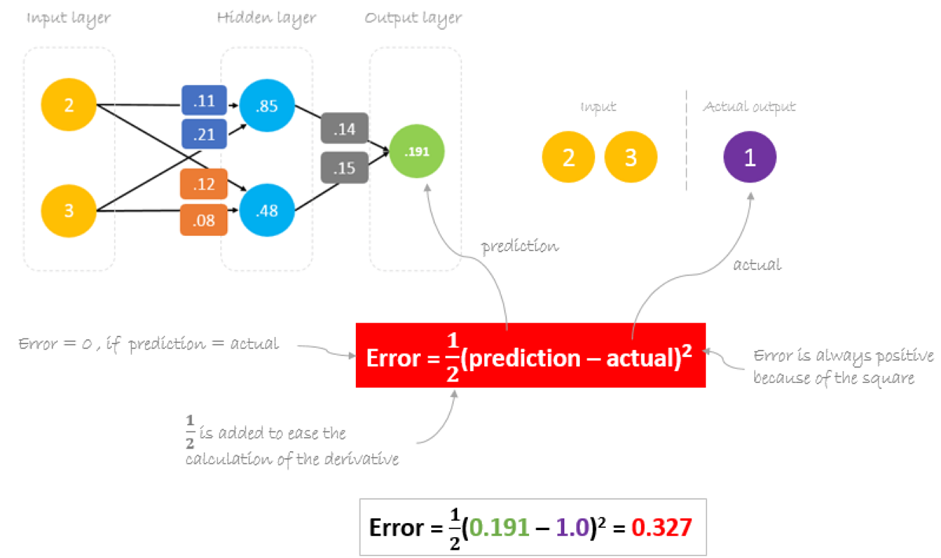 Input layer Hidden layer Output layer
2 .11 .85
.21 .14
.191
.15
.12
3 .08 .48
Input Actual output
2 3 1
prediction
actual
Error = 0 , if prediction = actual
Error = 1/2(prediction – actual)²
Error is always positive
because of the square
1/2 is added to ease the
calculation of the derivative
Error = 1/2(0.191 – 1.0)² = 0.327